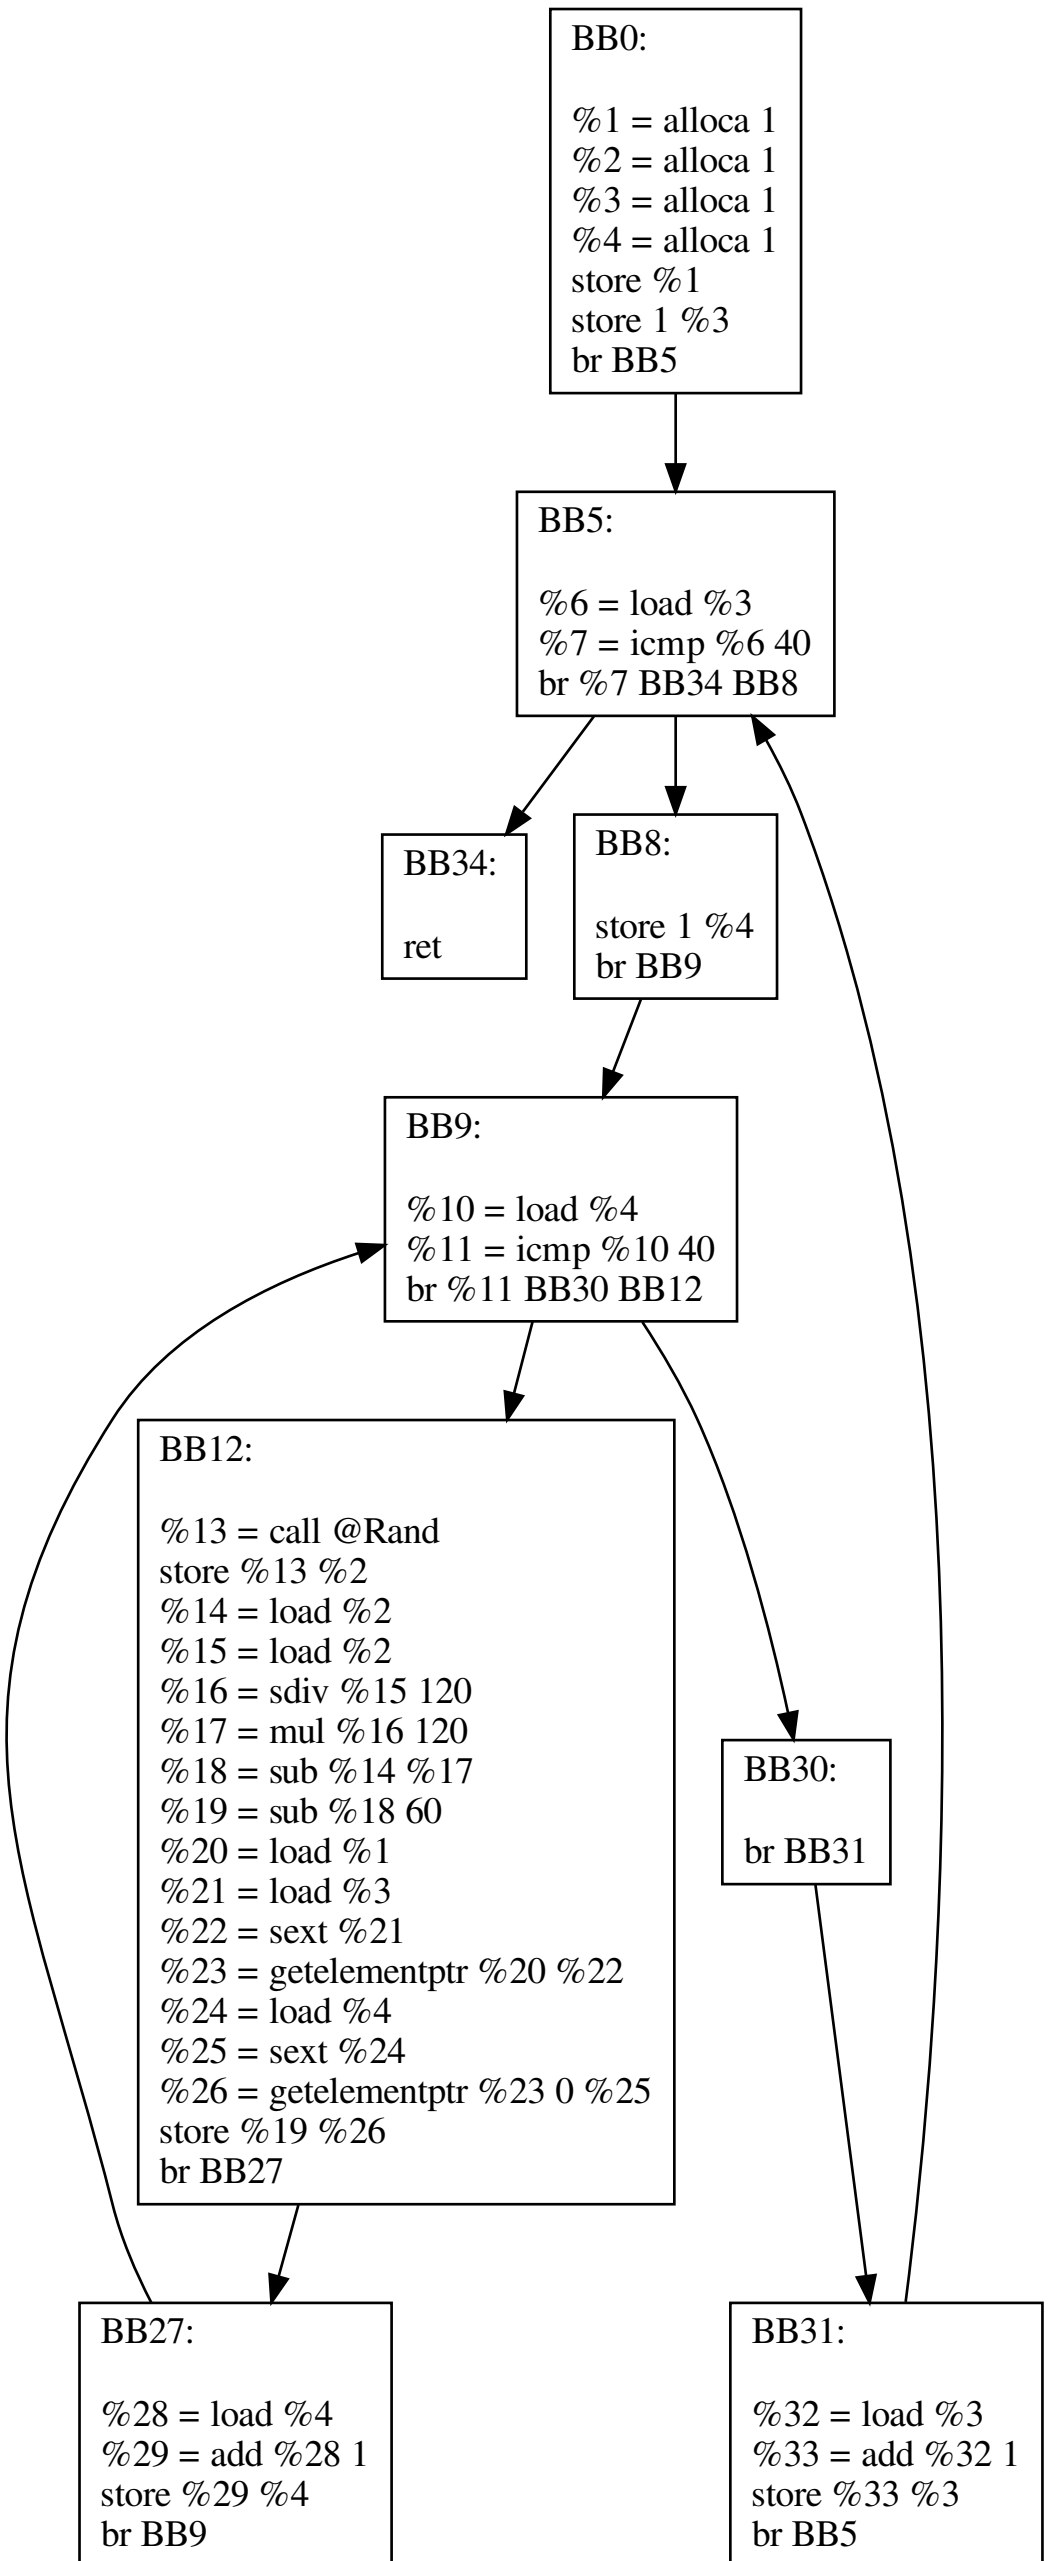 BB0:
%1 = alloca 1
%2 = alloca 1
%3 = alloca 1
%4 = alloca 1
store %1
store 1 %3
br BB5
BB5:
%6 = load %3
%7 = icmp %6 40
br %7 BB34 BB8
BB34:
ret
BB8:
store 1 %4
br BB9
BB9:
%10 = load %4
%11 = icmp %10 40
br %11 BB30 BB12
BB12:
%13 = call @Rand
store %13 %2
%14 = load %2
%15 = load %2
%16 = sdiv %15 120
%17 = mul %16 120
%18 = sub %14 %17
%19 = sub %18 60
%20 = load %1
%21 = load %3
%22 = sext %21
%23 = getelementptr %20 %22
%24 = load %4
%25 = sext %24
%26 = getelementptr %23 0 %25
store %19 %26
br BB27
BB30:
br BB31
BB27:
%28 = load %4
%29 = add %28 1
store %29 %4
br BB9
BB31:
%32 = load %3
%33 = add %32 1
store %33 %3
br BB5